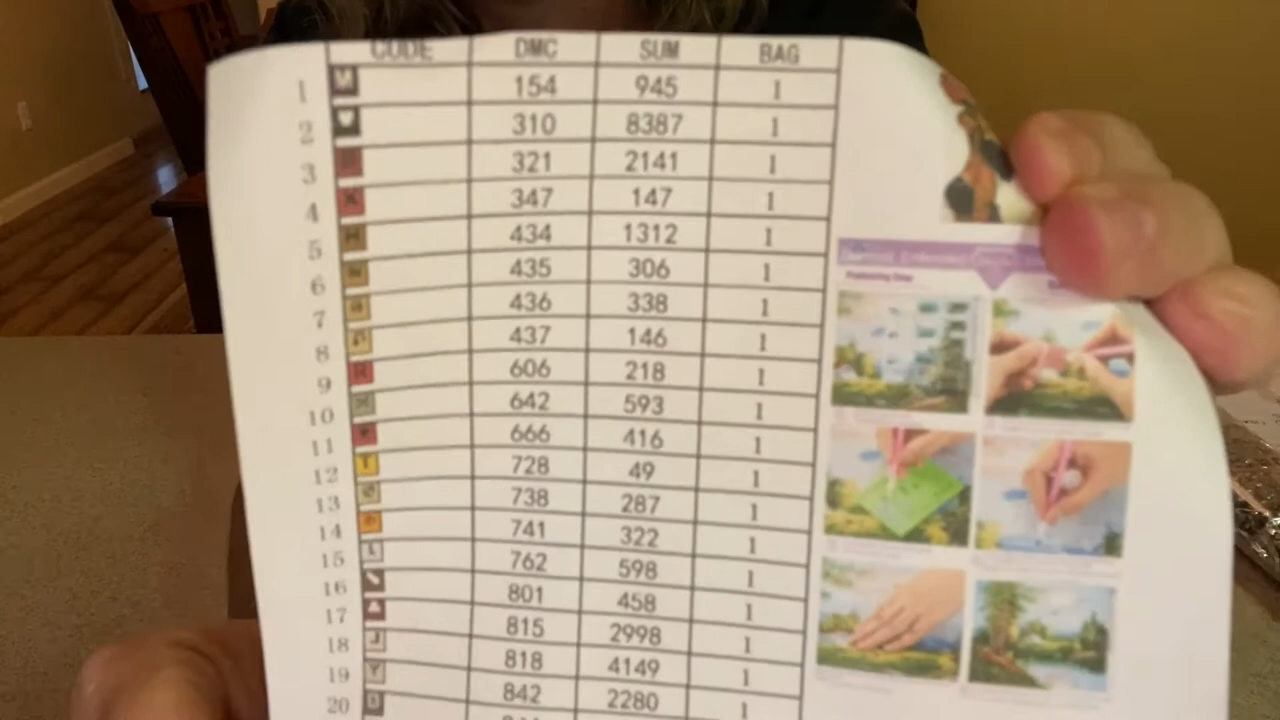 CODE DMC SUM BAG
1 M 154 945 1
2 310 8387 1
3 321 2141 1
4 347 147 1
5 H 434 1312 1
6 435 306 1
7 436 338 1
8 437 146 1
9 R 606 218 1
10 642 593 1
11 666 416 1
12 T 728 49 1
13 738 287 1
14 741 322 1
15 L 762 598 1
16 801 458 1
17 815 2998 1
18 J 818 4149 1
19 Y 842 2280 1
20